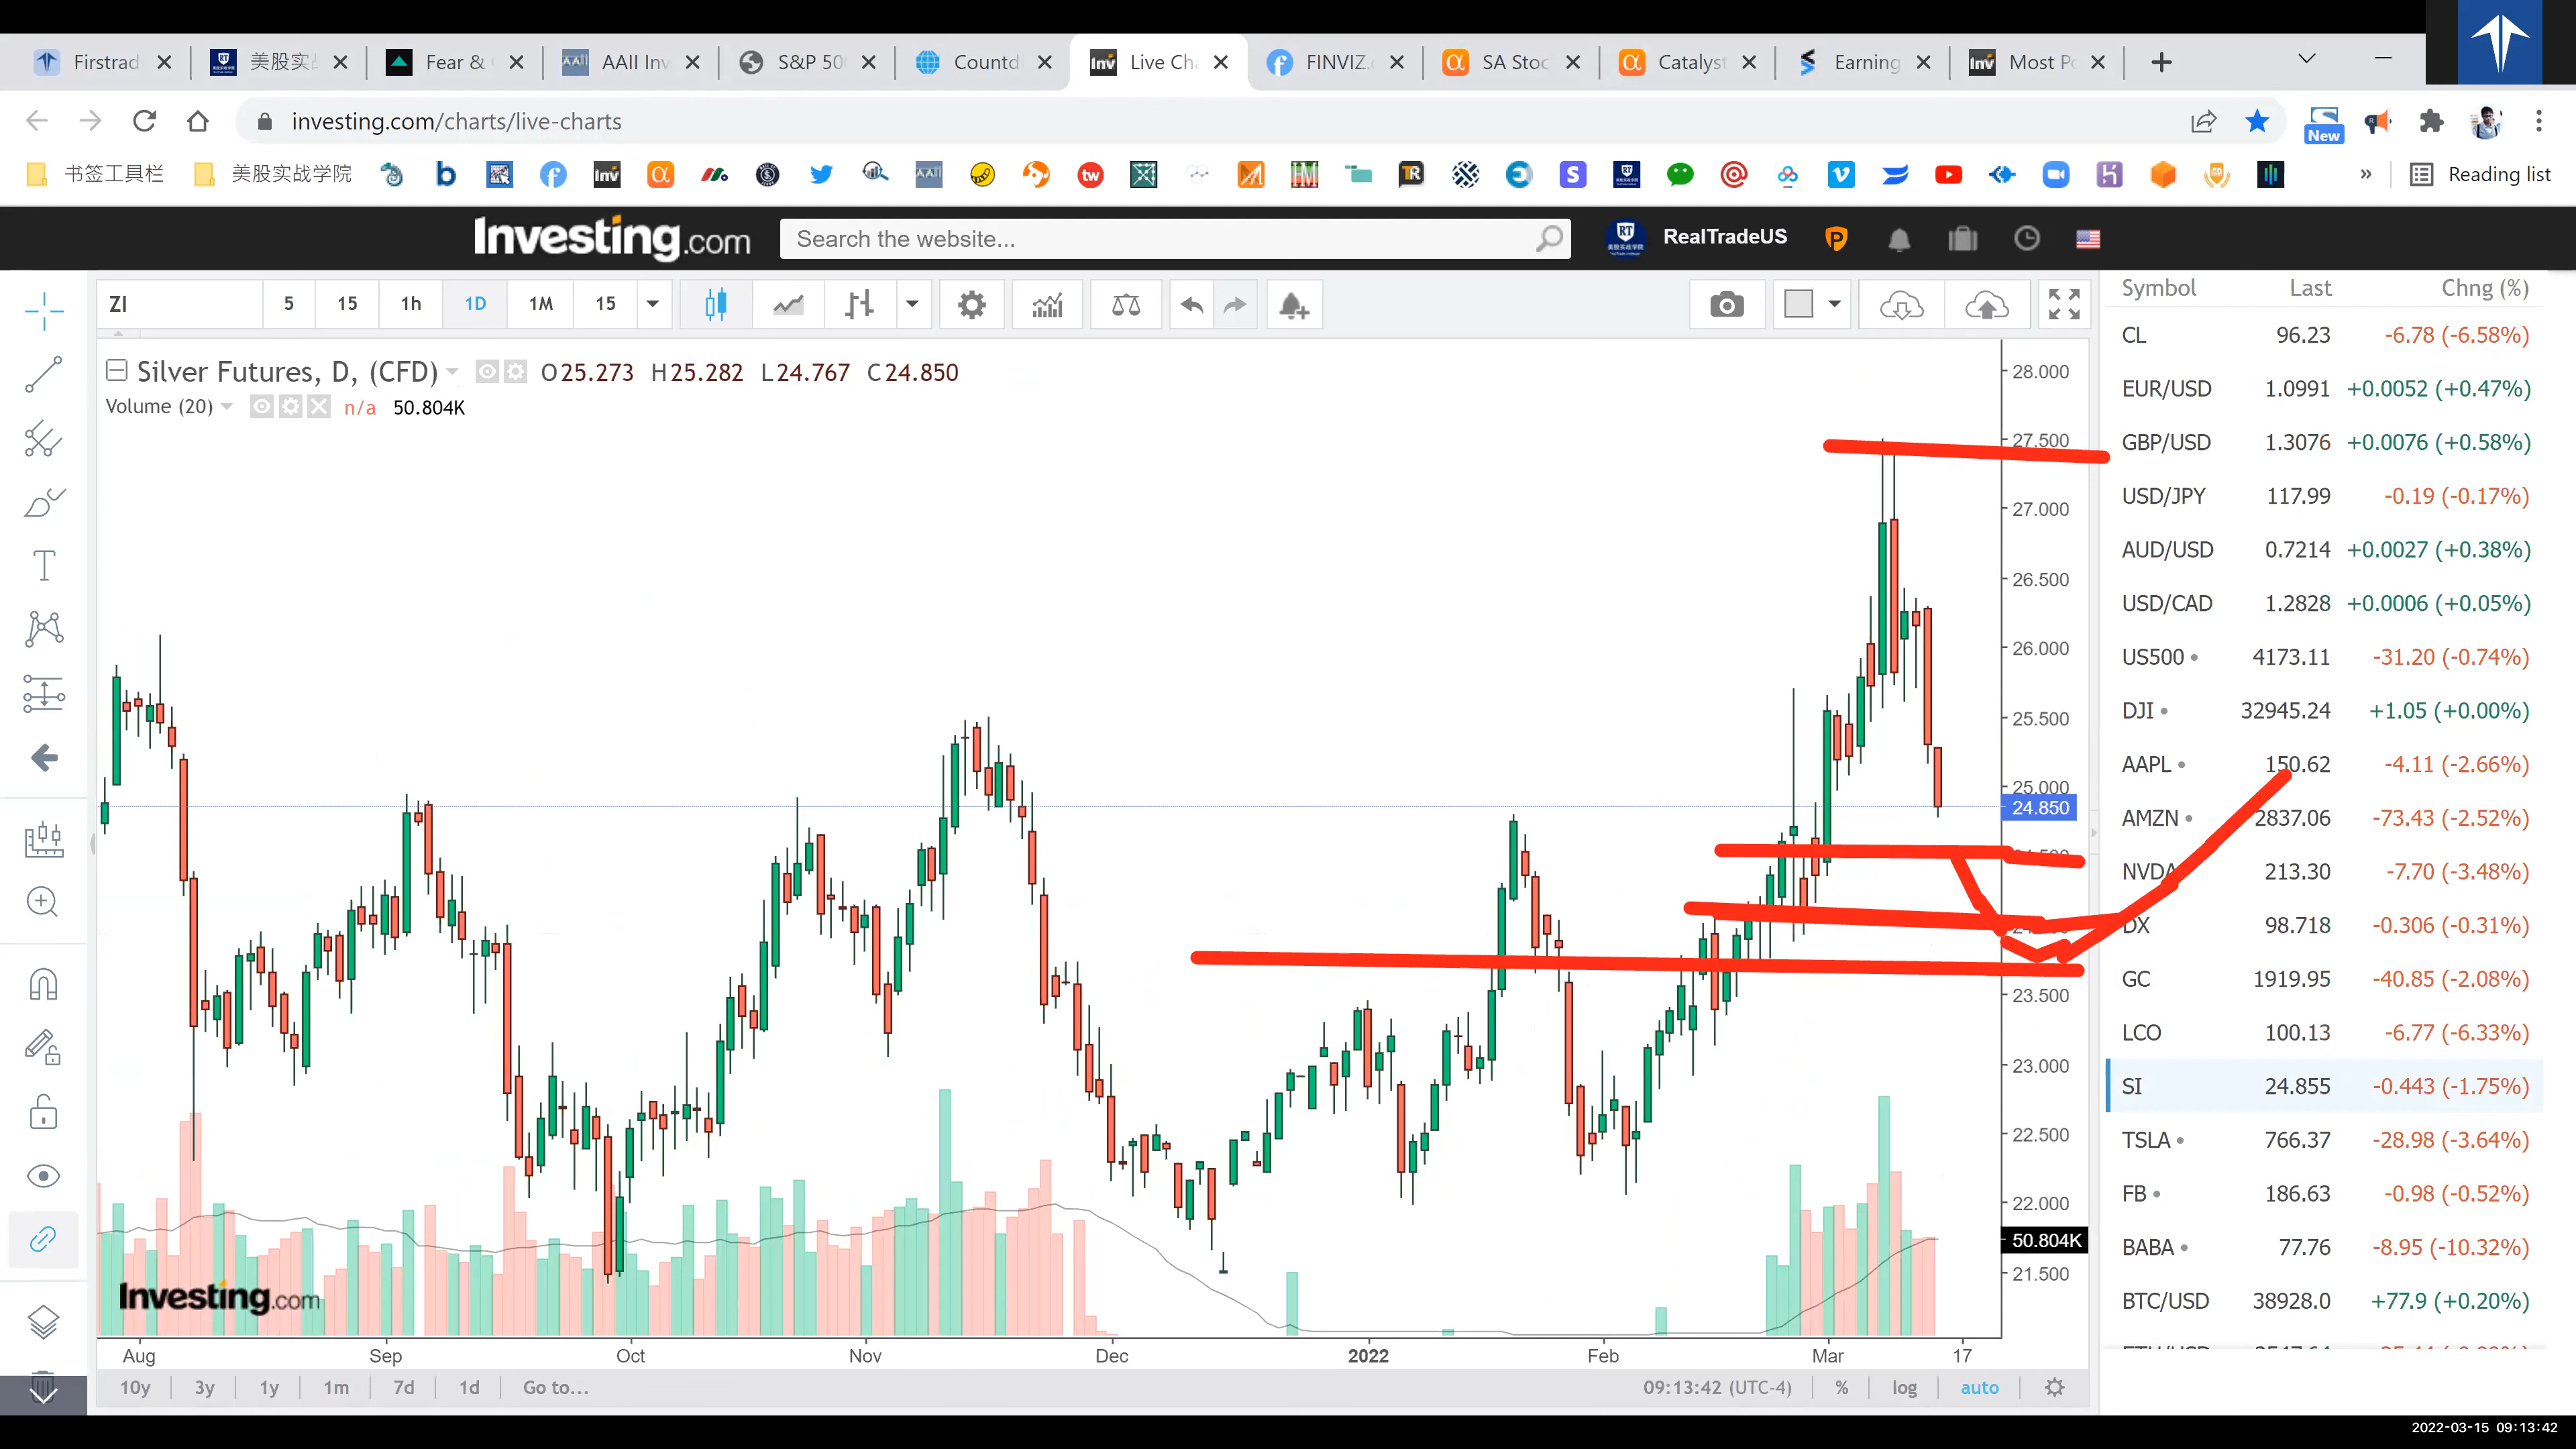 Firstrad
美股实
Fear &
AAII Inv
S&P 50
Countd
Live Cha
FINVIZ.
SA Stoc
Catalyst
Earning
Most Po
investing.com/charts/live-charts
New
书签工具栏
美股实战学院
Reading list
Investing.com
Search the website...
RealTradeUS
ZI 5 15 1h 1D 1M 15
Silver Futures, D, (CFD) O25.273 H25.282 L24.767 C24.850
Volume (20) n/a 50.804K
28.000
27.500
27.000
26.500
26.000
25.500
25.000
24.850
23.500
23.000
22.500
22.000
50.804K
21.500
Investing.com
Aug Sep Oct Nov Dec 2022 Feb Mar 17
10y 3y 1y 1m 7d 1d Go to... 09:13:42 (UTC-4) % log auto
Symbol Last Chng (%)
CL 96.23 -6.78 (-6.58%)
EUR/USD 1.0991 +0.0052 (+0.47%)
GBP/USD 1.3076 +0.0076 (+0.58%)
USD/JPY 117.99 -0.19 (-0.17%)
AUD/USD 0.7214 +0.0027 (+0.38%)
USD/CAD 1.2828 +0.0006 (+0.05%)
US500 4173.11 -31.20 (-0.74%)
DJI 32945.24 +1.05 (+0.00%)
AAPL 150.62 -4.11 (-2.66%)
AMZN 2837.06 -73.43 (-2.52%)
NVDA 213.30 -7.70 (-3.48%)
DX 98.718 -0.306 (-0.31%)
GC 1919.95 -40.85 (-2.08%)
LCO 100.13 -6.77 (-6.33%)
SI 24.855 -0.443 (-1.75%)
TSLA 766.37 -28.98 (-3.64%)
FB 186.63 -0.98 (-0.52%)
BABA 77.76 -8.95 (-10.32%)
BTC/USD 38928.0 +77.9 (+0.20%)
2022-03-15 09:13:42